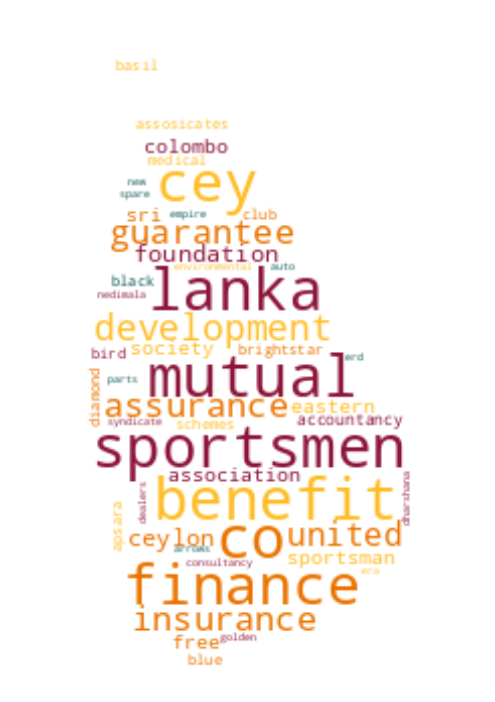 basil
assosicates
colombo
medical
new
cey
spare
sri
empire
club
guarantee
foundation
environmental
auto
black
lanka
nedimala
development
society
brightstar
bird
erd
mutual
parts
diamond
assurance
eastern
syndicate
schemes
accountancy
sportsmen
association
dharshana
dealers
benefit
apsara
ceylon
co
united
arrows
sportsman
consultancy
era
finance
insurance
free
golden
blue